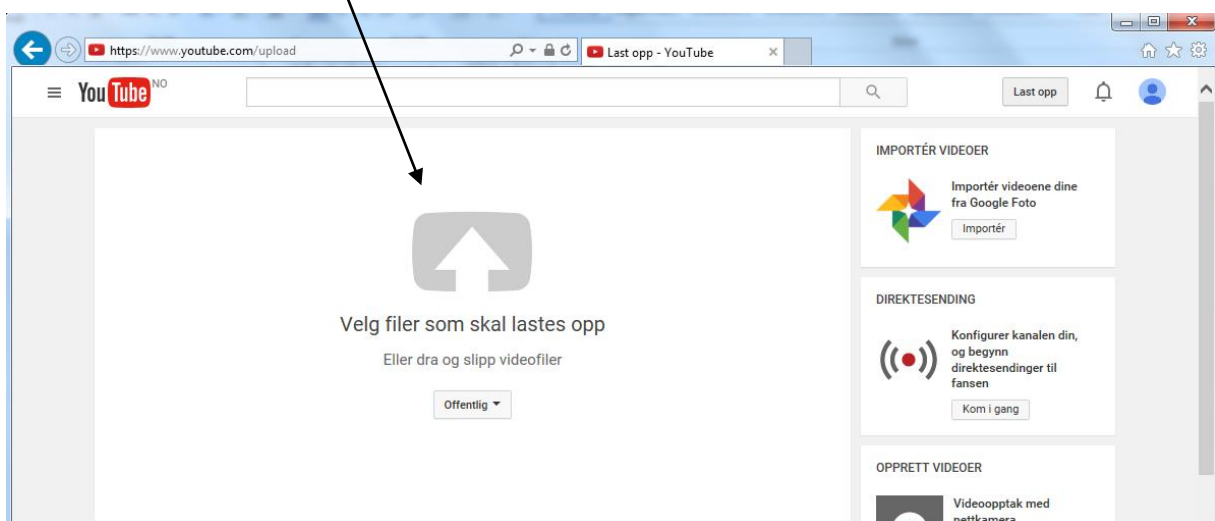 https://www.youtube.com/upload
Last opp - YouTube
YouTube NO
Last opp
Velg filer som skal lastes opp
Eller dra og slipp videofiler
Offentlig
IMPORTÉR VIDEOER
Importér videoene dine
fra Google Foto
Importér
DIREKTESENDING
Konfigurer kanalen din,
og begynn
direktesendinger til
fansen
Kom i gang
OPPRETT VIDEOER
Videoopptak med
nettkamera